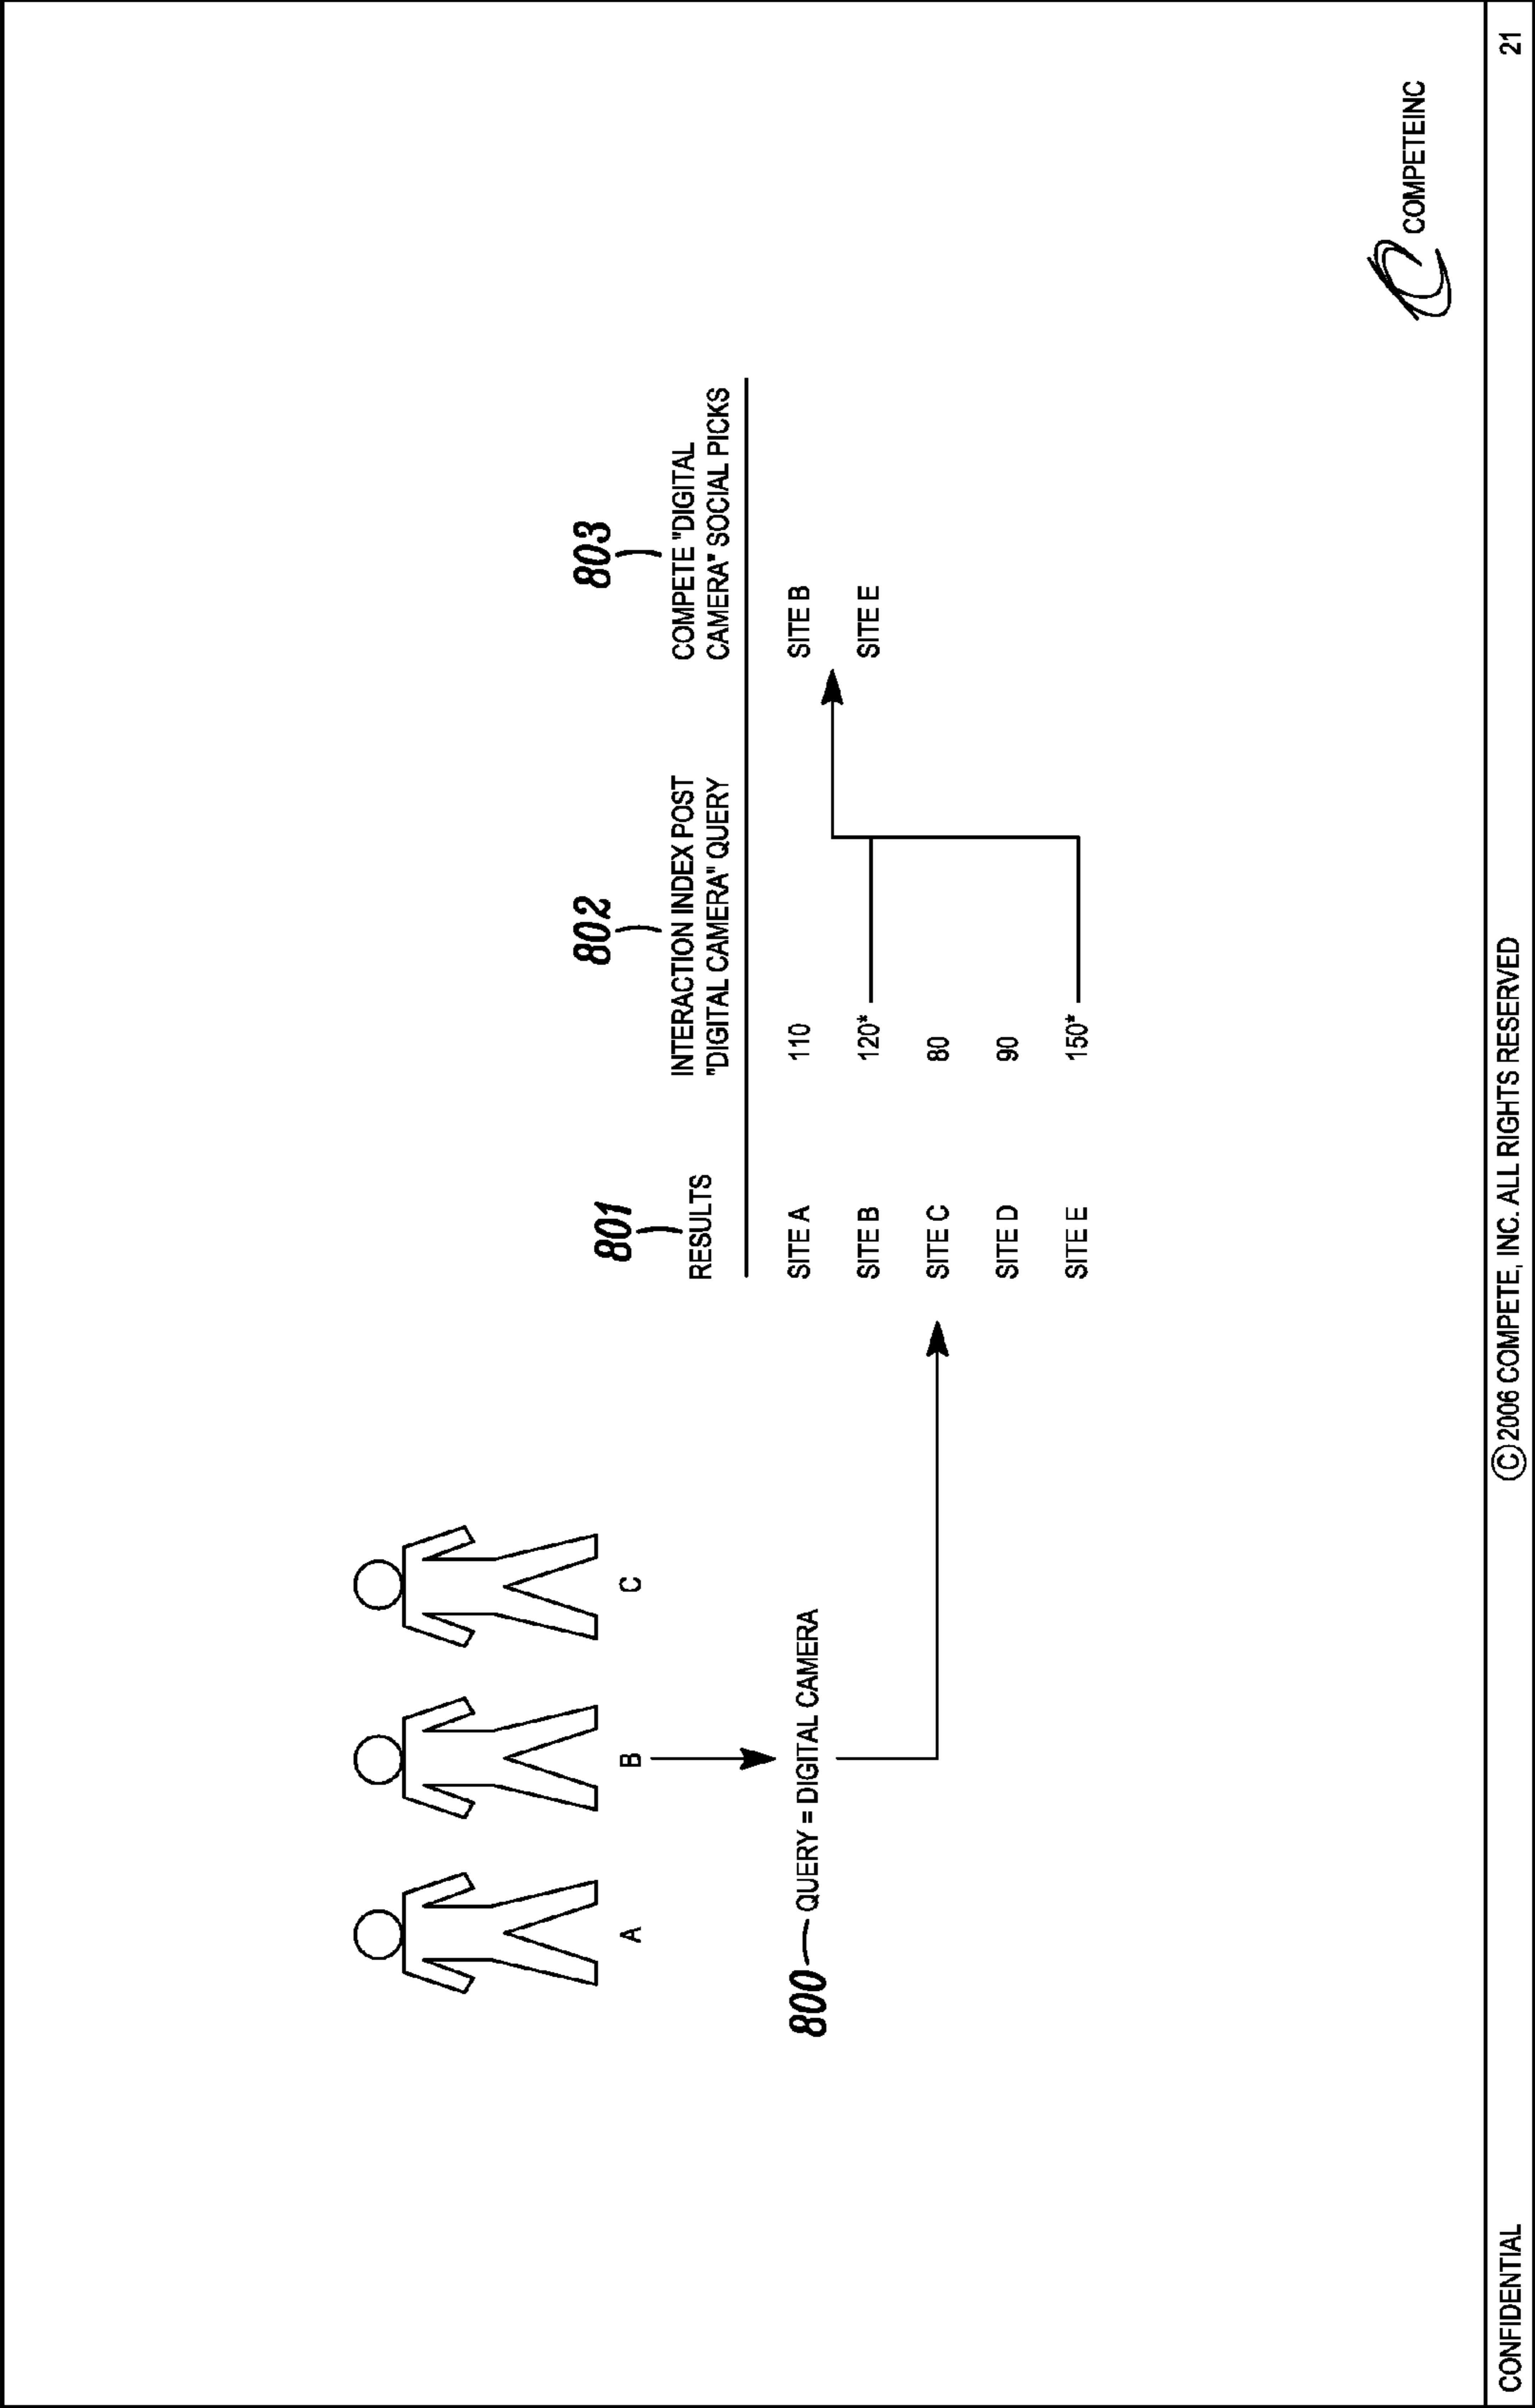 A B C
800 QUERY = DIGITAL CAMERA
801 802 803
RESULTS
INTERACTION INDEX POST
"DIGITAL CAMERA" QUERY
COMPETE "DIGITAL
CAMERA" SOCIAL PICKS
SITE A 110
SITE B 120*
SITE C 80
SITE D 90
SITE E 150*
SITE B
SITE E
COMPETEINC
CONFIDENTIAL
©2006 COMPETE, INC. ALL RIGHTS RESERVED
21